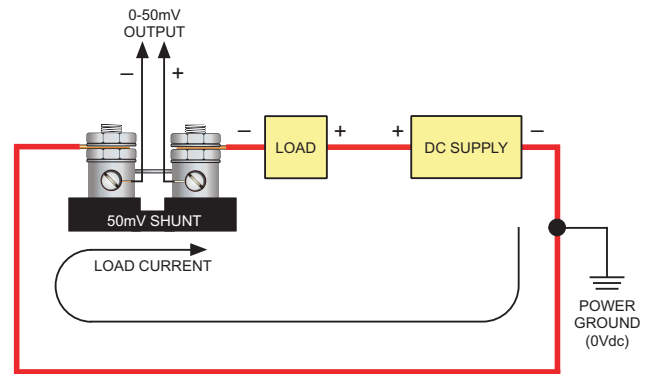 0-50mV
OUTPUT
– +
– LOAD + + DC SUPPLY –
50mV SHUNT
LOAD CURRENT
POWER
GROUND
(0Vdc)